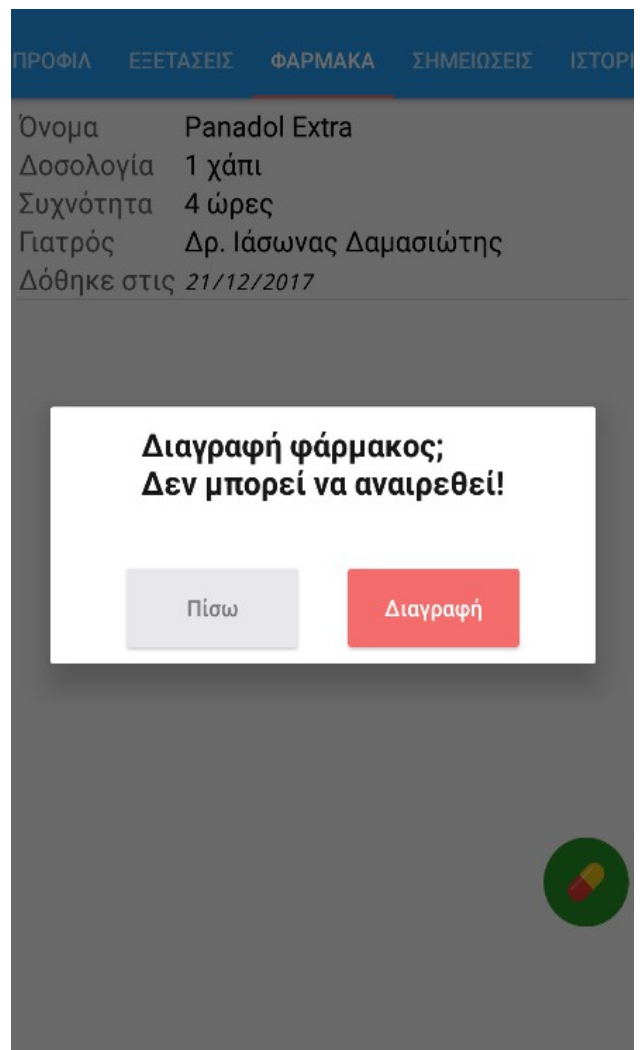 ΠΡΟΦΙΛ ΕΞΕΤΑΣΕΙΣ ΦΑΡΜΑΚΑ ΣΗΜΕΙΩΣΕΙΣ ΙΣΤΟΡΙ
Όνομα Panadol Extra
Δοσολογία 1 χάπι
Συχνότητα 4 ώρες
Γιατρός Δρ. Ιάσωνας Δαμασιώτης
Δόθηκε στις 21/12/2017
Διαγραφή φάρμακος;
Δεν μπορεί να αναιρεθεί!
Πίσω Διαγραφή